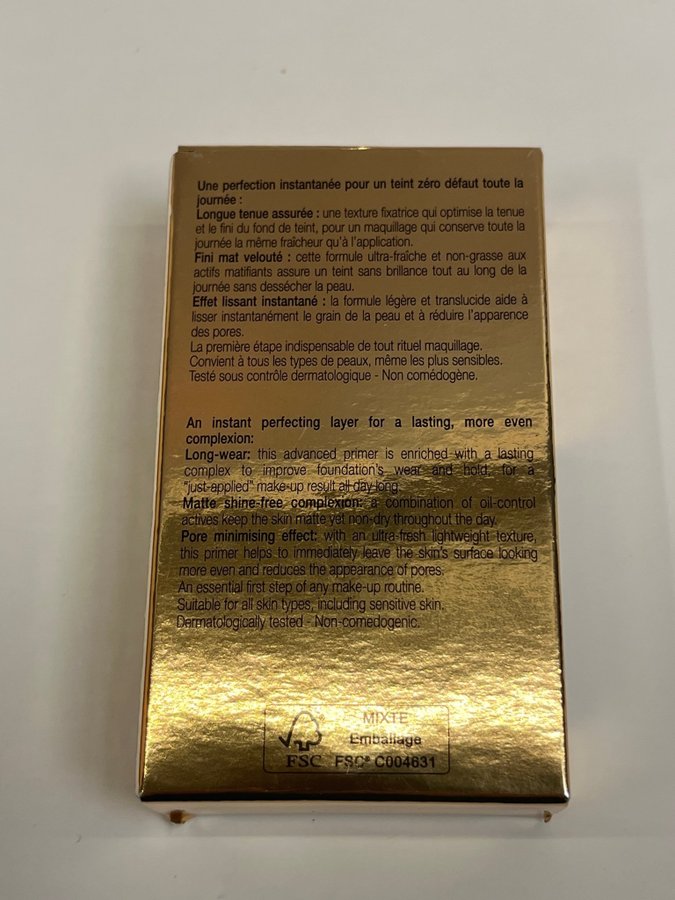 Une perfection instantanée pour un teint zéro défaut toute la
journée :
Longue tenue assurée : une texture fixatrice qui optimise la tenue
et le fini du fond de teint, pour un maquillage qui conserve toute la
journée la même fraîcheur qu'à l'application.
Fini mat velouté : cette formule ultra-fraîche et non-grasse aux
actifs matifiants assure un teint sans brillance tout au long de la
journée sans dessécher la peau.
Effet lissant instantané : la formule légère et translucide aide à
lisser instantanément le grain de la peau et à réduire l'apparence
des pores.
La première étape indispensable de tout rituel maquillage.
Convient à tous les types de peaux, même les plus sensibles.
Testé sous contrôle dermatologique - Non comédogène.
An instant perfecting layer for a lasting, more even
complexion:
Long-wear: this advanced primer is enriched with a lasting
complex to improve foundation's wear and hold, for a
"just-applied" make-up result all day long.
Matte shine-free complexion: a combination of oil-control
actives keep the skin matte yet non-dry throughout the day.
Pore minimising effect: with an ultra-fresh lightweight texture,
this primer helps to immediately leave the skin's surface looking
more even and reduces the appearance of pores.
An essential first step of any make-up routine.
Suitable for all skin types, including sensitive skin.
Dermatologically tested - Non-comedogenic.
MIXTE
Emballage
FSC FSC® C004631